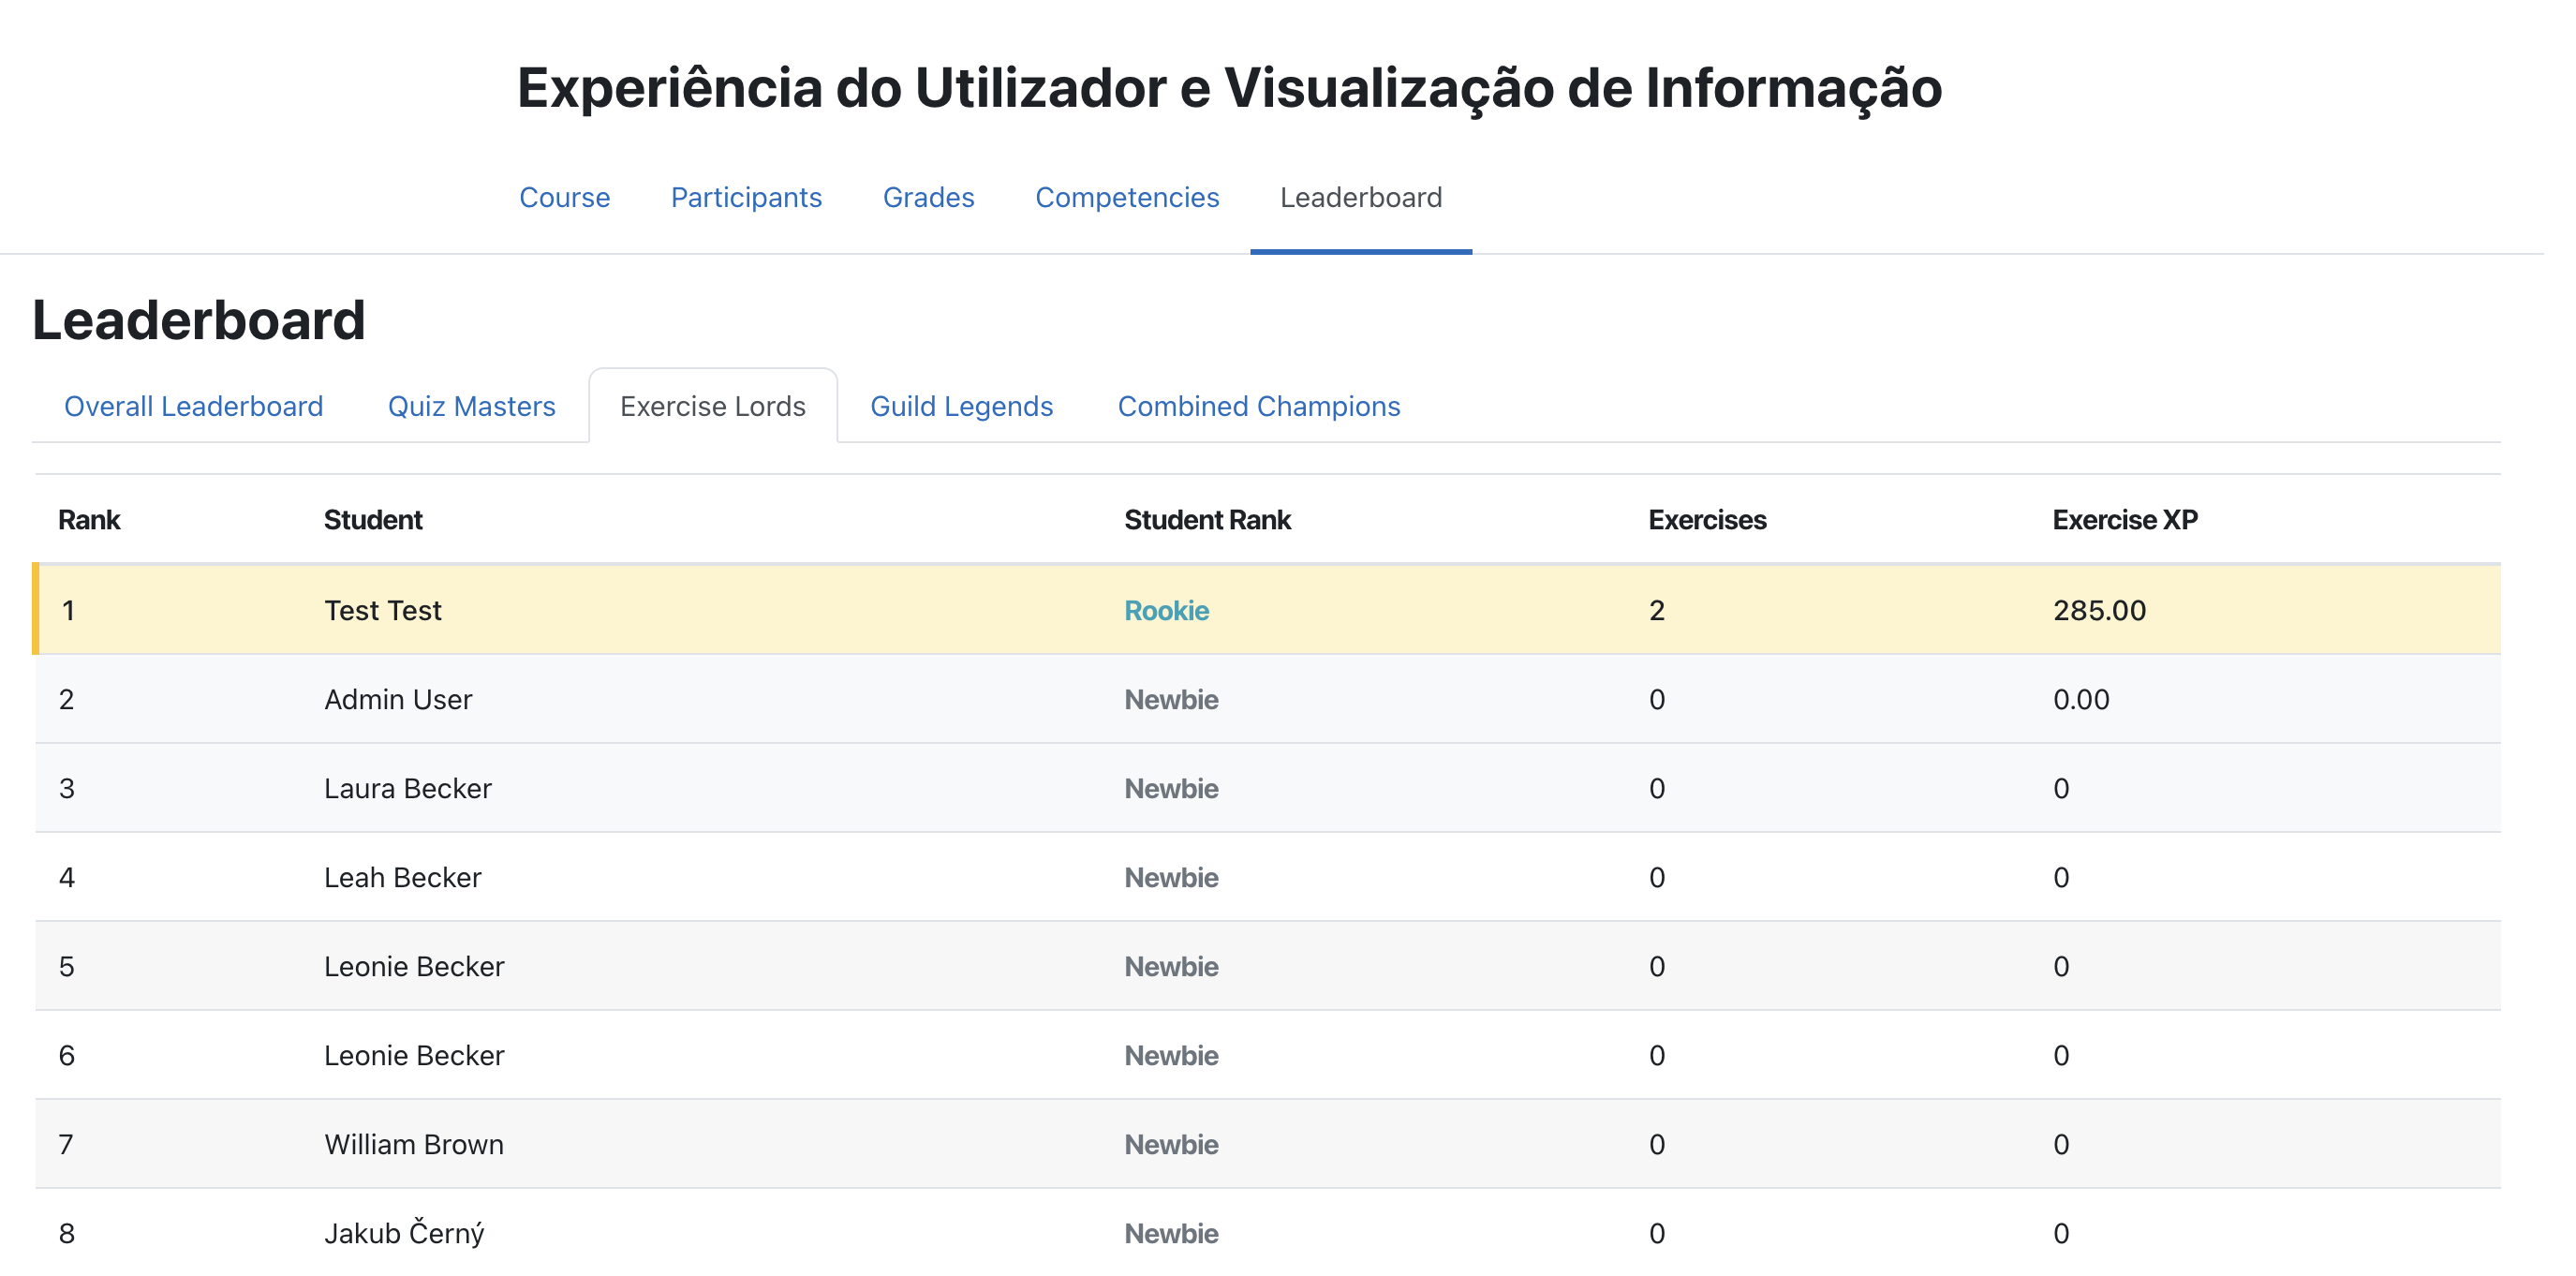 Experiência do Utilizador e Visualização de Informação
Course Participants Grades Competencies Leaderboard
Leaderboard
Overall Leaderboard Quiz Masters Exercise Lords Guild Legends Combined Champions
Rank Student Student Rank Exercises Exercise XP
1 Test Test Rookie 2 285.00
2 Admin User Newbie 0 0.00
3 Laura Becker Newbie 0 0
4 Leah Becker Newbie 0 0
5 Leonie Becker Newbie 0 0
6 Leonie Becker Newbie 0 0
7 William Brown Newbie 0 0
8 Jakub Černý Newbie 0 0